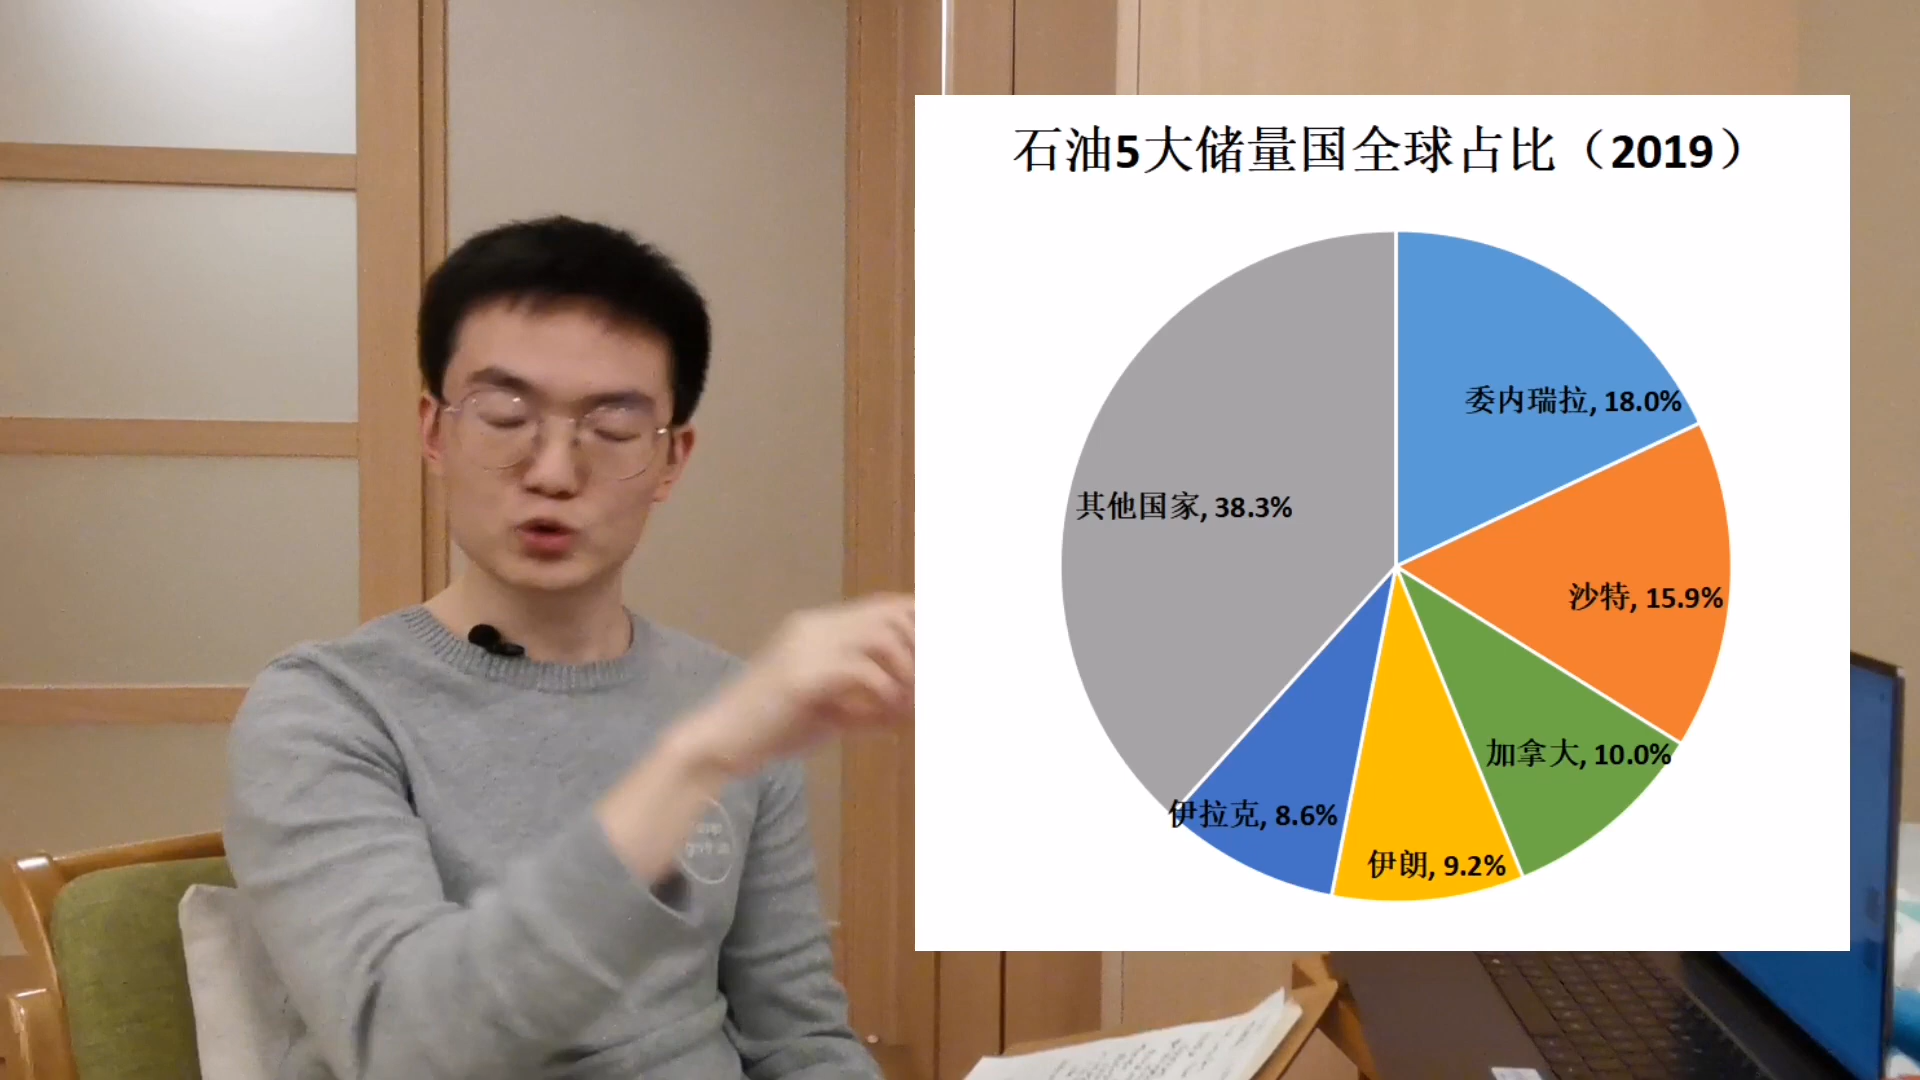 石油5大储量国全球占比（2019）
委内瑞拉, 18.0%
其他国家, 38.3%
沙特, 15.9%
加拿大, 10.0%
伊拉克, 8.6%
伊朗, 9.2%